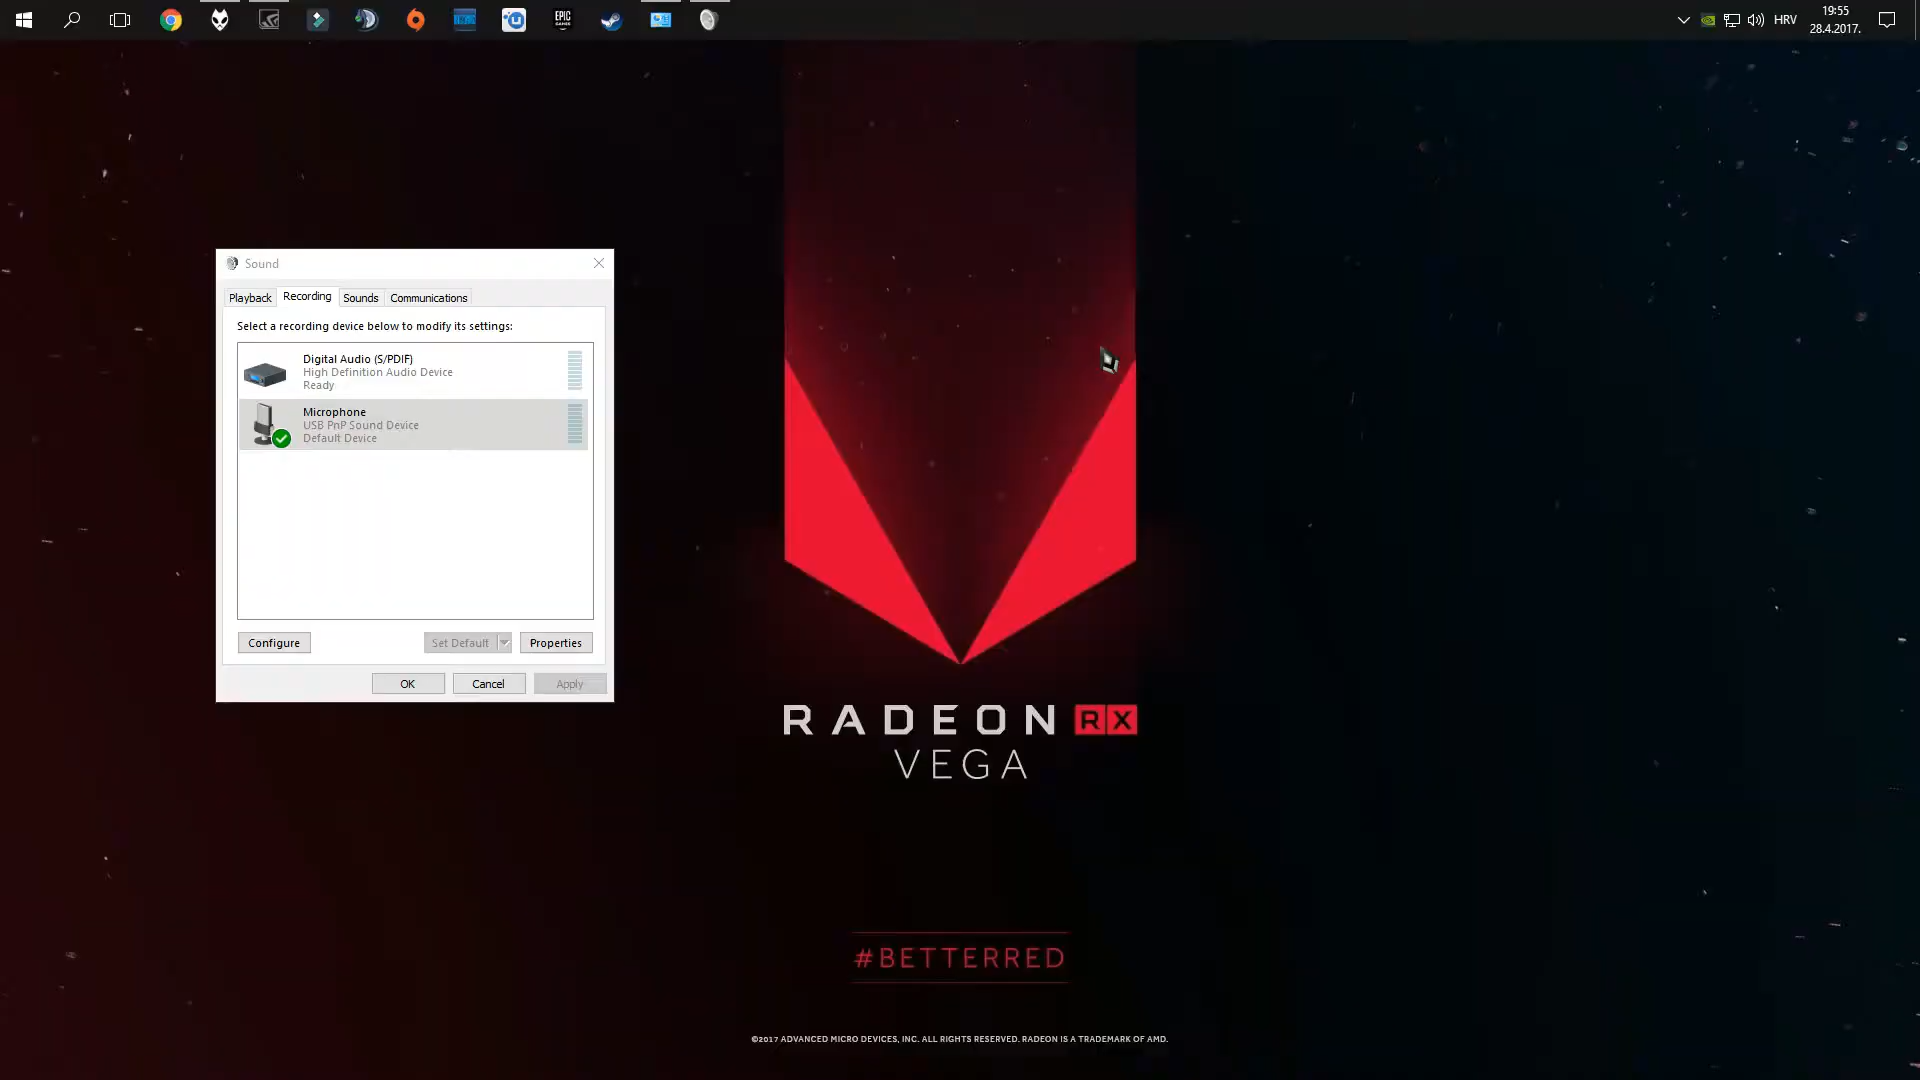 EPIC
GAMES
HRV
19:55
28.4.2017.
Sound
Playback
Recording
Sounds
Communications
Select a recording device below to modify its settings:
Digital Audio (S/PDIF)
High Definition Audio Device
Ready
Microphone
USB PnP Sound Device
Default Device
Configure
Set Default
Properties
OK
Cancel
Apply
RADEON RX
VEGA
#BETTERRED
©2017 ADVANCED MICRO DEVICES, INC. ALL RIGHTS RESERVED. RADEON IS A TRADEMARK OF AMD.